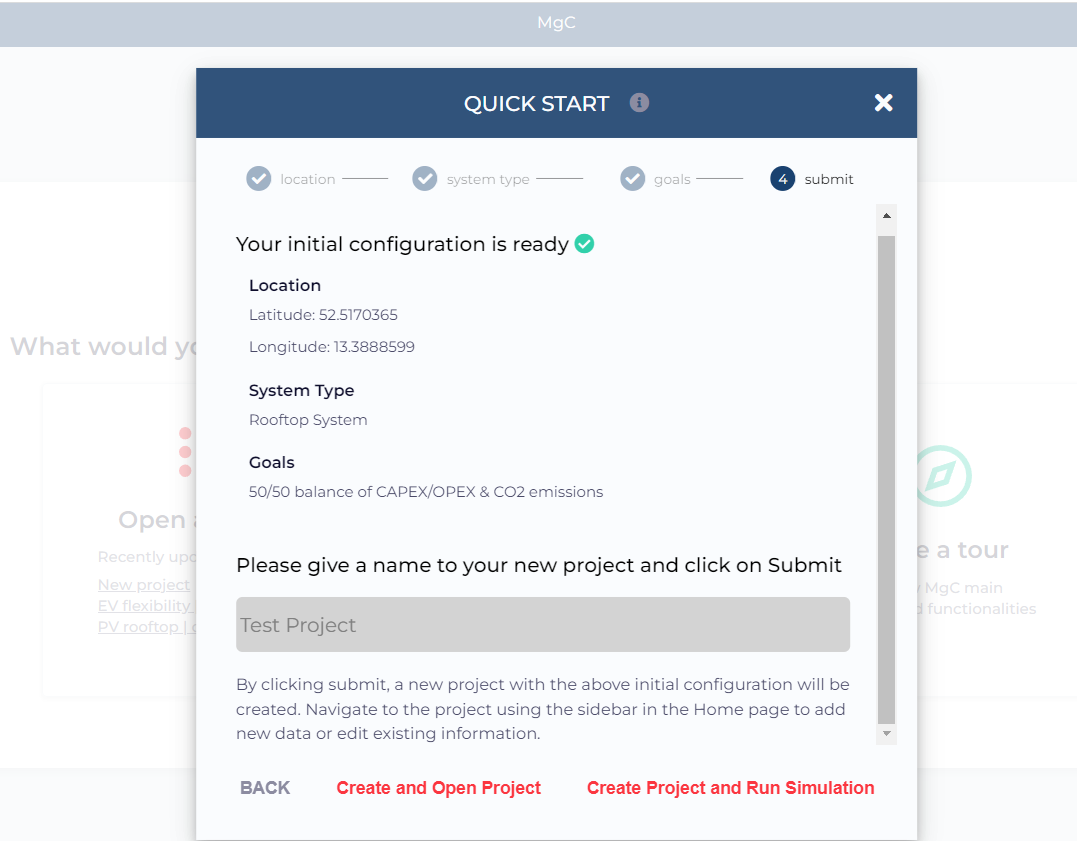 MgC
QUICK START
location
system type
goals
4 submit
Your initial configuration is ready
Location
Latitude: 52.5170365
Longitude: 13.3888599
What would yo
System Type
Rooftop System
Goals
50/50 balance of CAPEX/OPEX & CO2 emissions
Open a
e a tour
Recently upd
New project
EV flexibility
PV rooftop |
MgC main
d functionalities
Please give a name to your new project and click on Submit
Test Project
By clicking submit, a new project with the above initial configuration will be
created. Navigate to the project using the sidebar in the Home page to add
new data or edit existing information.
BACK
Create and Open Project
Create Project and Run Simulation